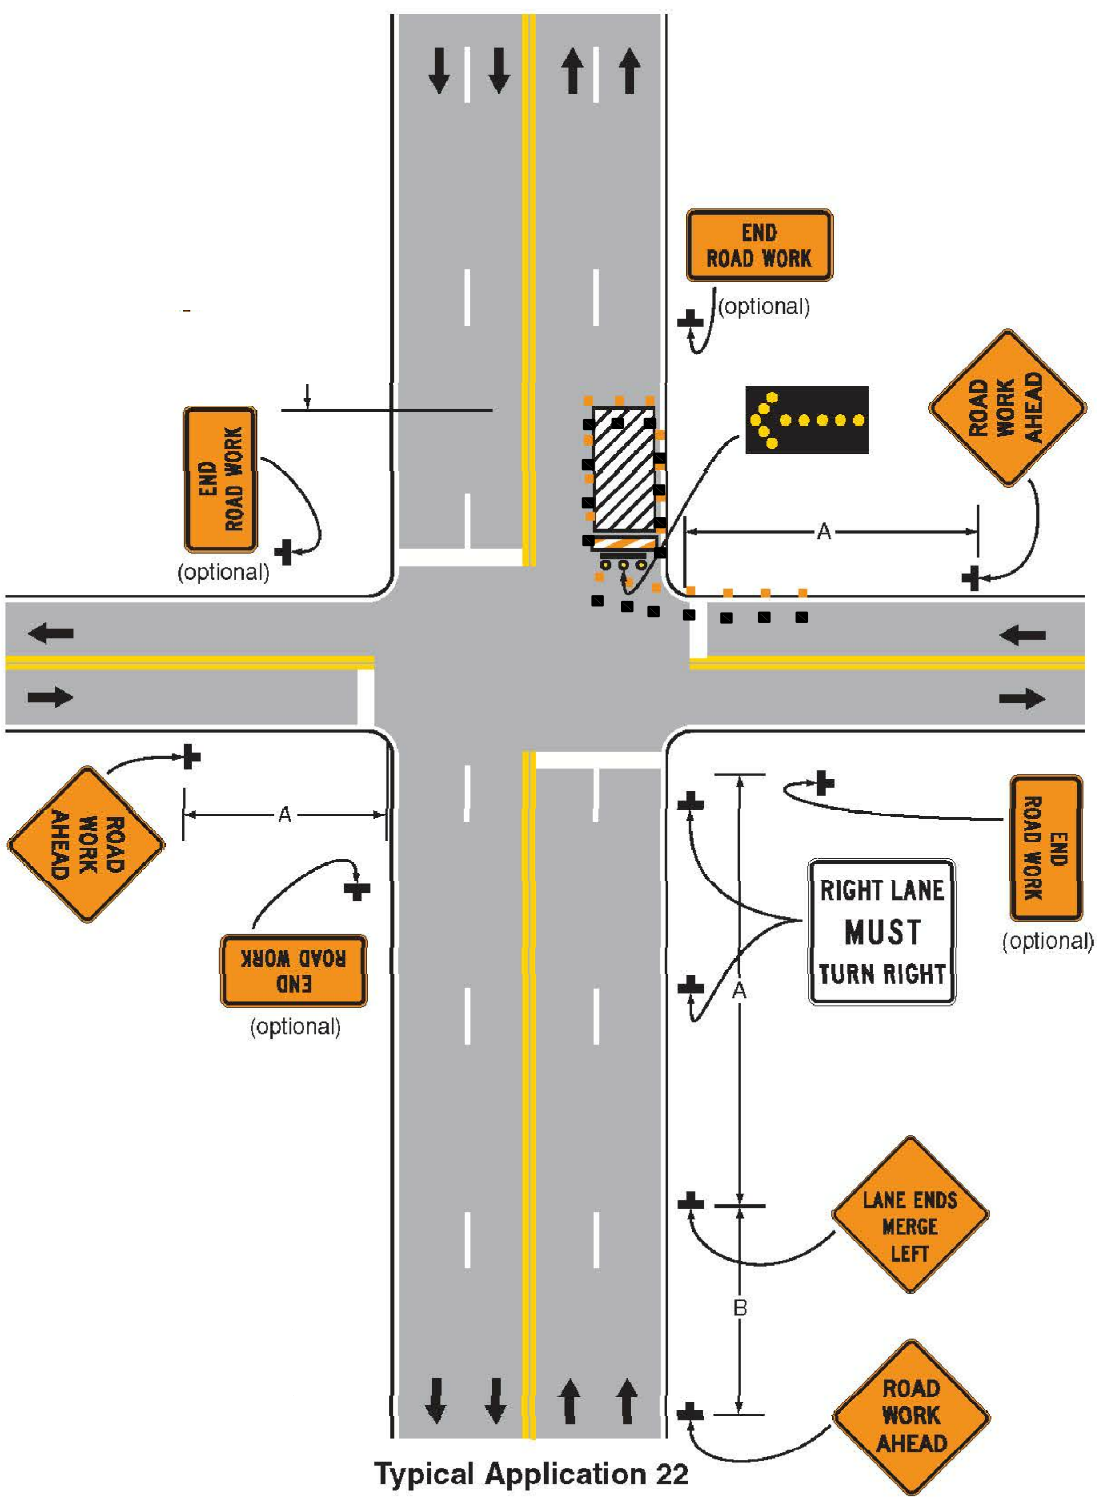 END
ROAD WORK
(optional)
ROAD
WORK
AHEAD
END
ROAD WORK
(optional)
A
ROAD
WORK
AHEAD
A
END
ROAD WORK
(optional)
RIGHT LANE
MUST
TURN RIGHT
A
END
ROAD WORK
(optional)
LANE ENDS
MERGE
LEFT
B
ROAD
WORK
AHEAD
Typical Application 22